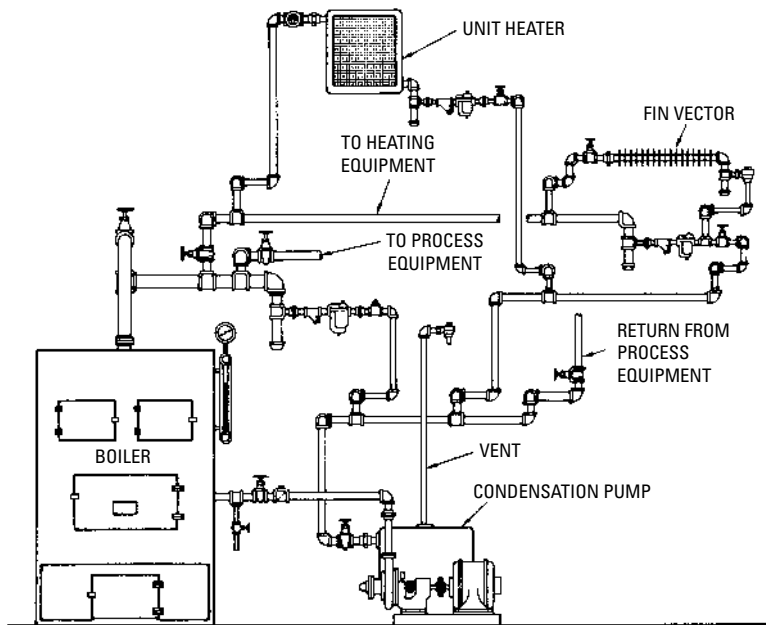 UNIT HEATER
FIN VECTOR
TO HEATING
EQUIPMENT
TO PROCESS
EQUIPMENT
RETURN FROM
PROCESS
EQUIPMENT
BOILER
VENT
CONDENSATION PUMP